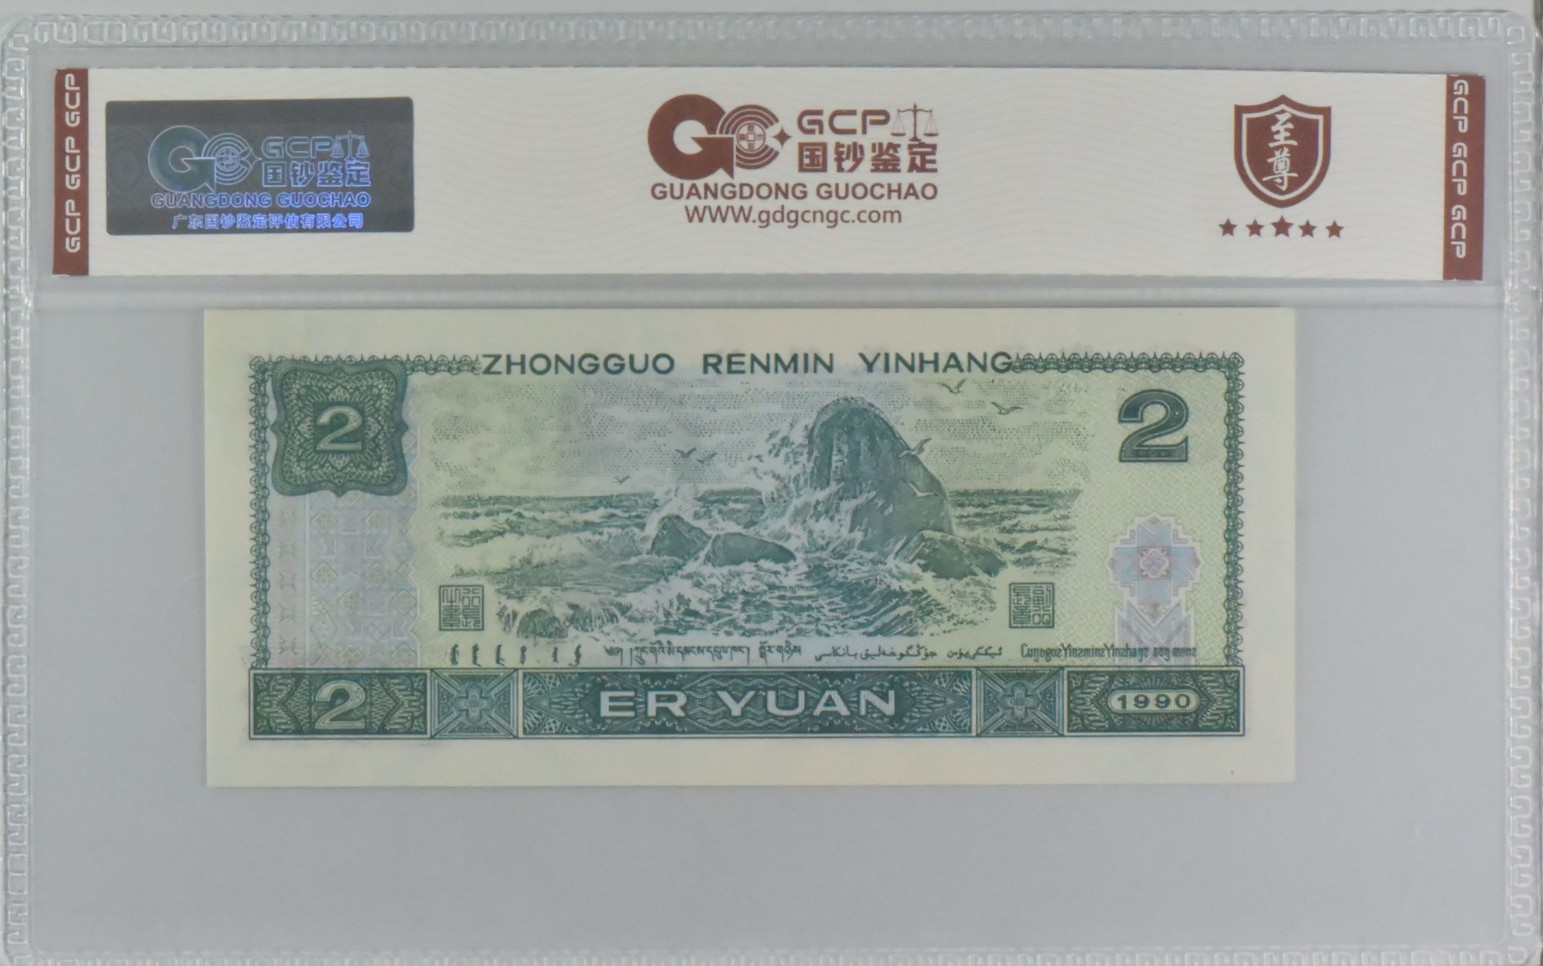 GCP GCP GCP
GCP
国钞鉴定
GUANGDONG GUOCHAO
广东国钞鉴定评估有限公司
GCP
国钞鉴定
GUANGDONG GUOCHAO
WWW.gdgcngc.com
至尊
GCP GCP GCP
ZHONGGUO RENMIN YINHANG
2
2
2
ER YUAN
1990